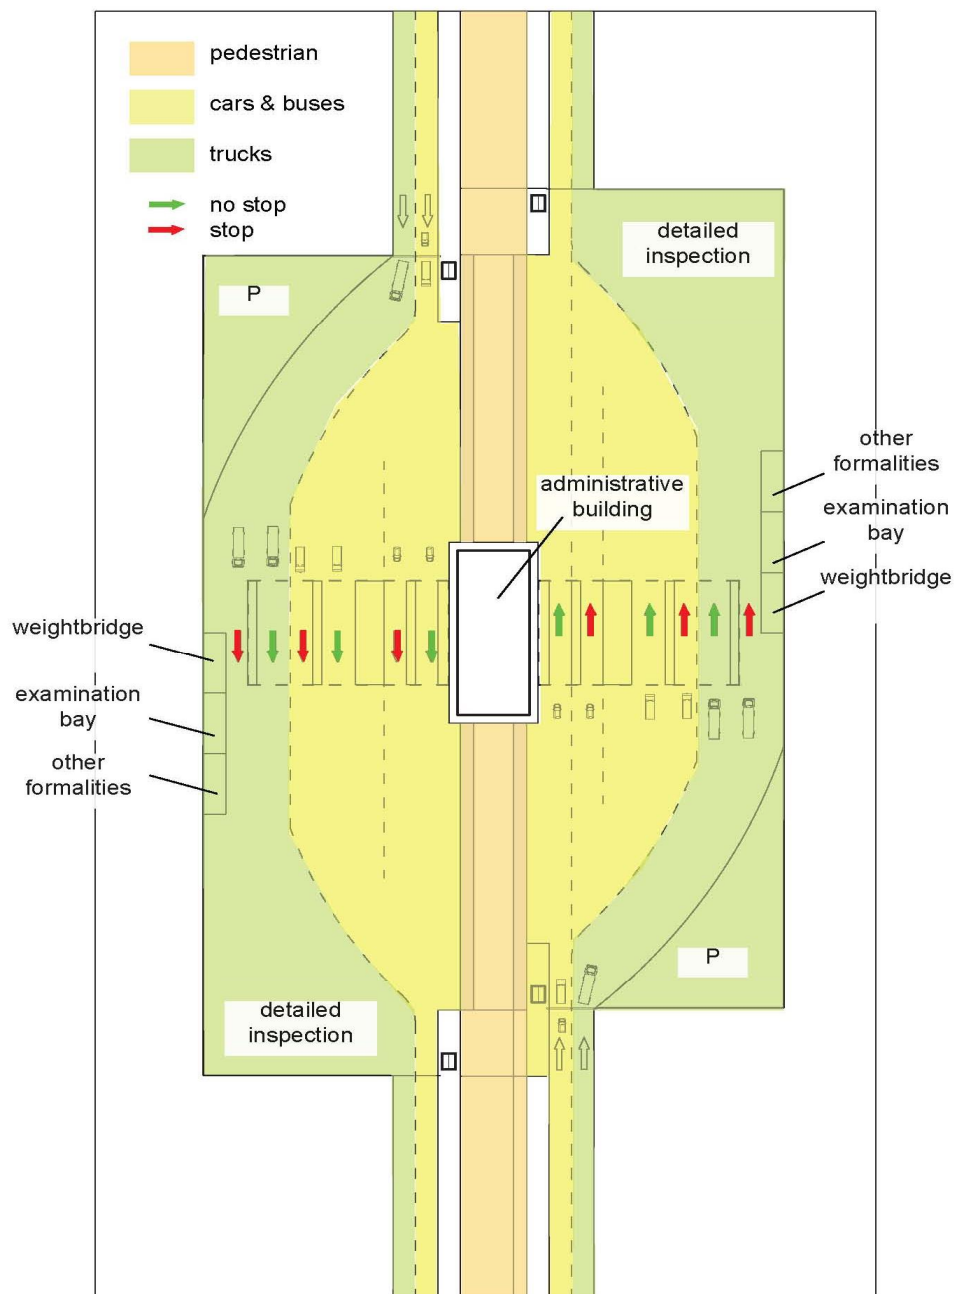 pedestrian
cars & buses
trucks
no stop
stop
detailed
inspection
P
other
formalities
administrative
building
examination
bay
weightbridge
weightbridge
examination
bay
other
formalities
P
detailed
inspection